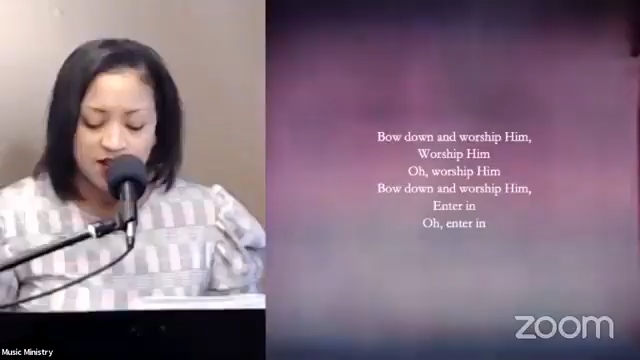 Bow down and worship Him,
Worship Him
Oh, worship Him
Bow down and worship Him,
Enter in
Oh, enter in
zoom
Music Ministry